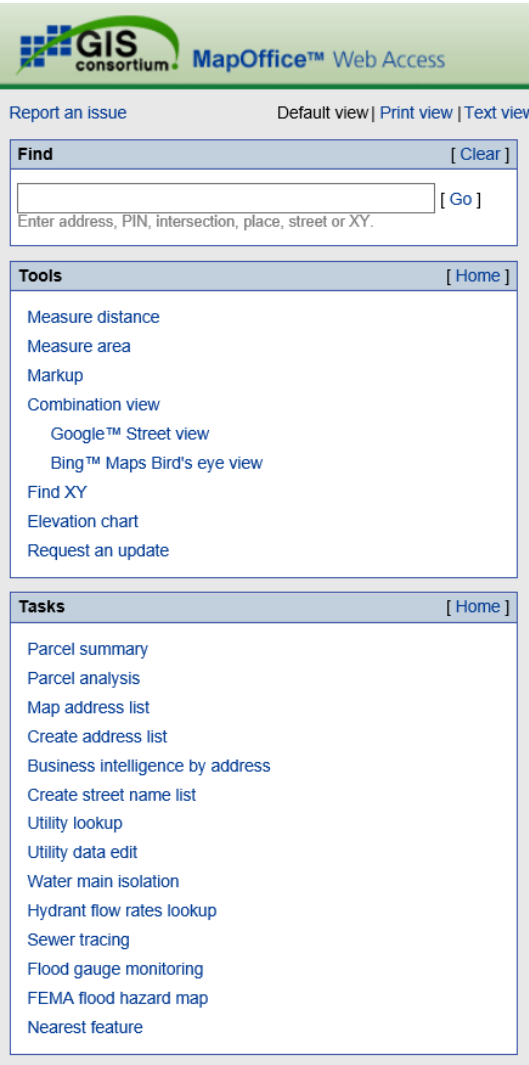 GIS
consortium MapOffice™ Web Access
Report an issue Default view | Print view | Text view
Find [ Clear ]
[ Go ]
Enter address, PIN, intersection, place, street or XY.
Tools [ Home ]
Measure distance
Measure area
Markup
Combination view
Google™ Street view
Bing™ Maps Bird's eye view
Find XY
Elevation chart
Request an update
Tasks [ Home ]
Parcel summary
Parcel analysis
Map address list
Create address list
Business intelligence by address
Create street name list
Utility lookup
Utility data edit
Water main isolation
Hydrant flow rates lookup
Sewer tracing
Flood gauge monitoring
FEMA flood hazard map
Nearest feature